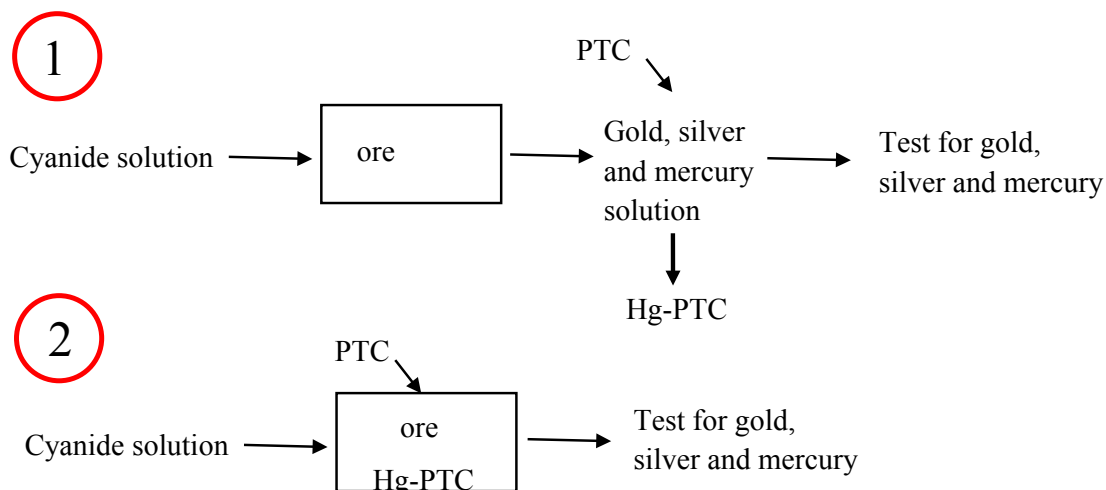 1
PTC
Cyanide solution
ore
Gold, silver
and mercury
solution
Test for gold,
silver and mercury
Hg-PTC
2
PTC
Cyanide solution
ore
Hg-PTC
Test for gold,
silver and mercury